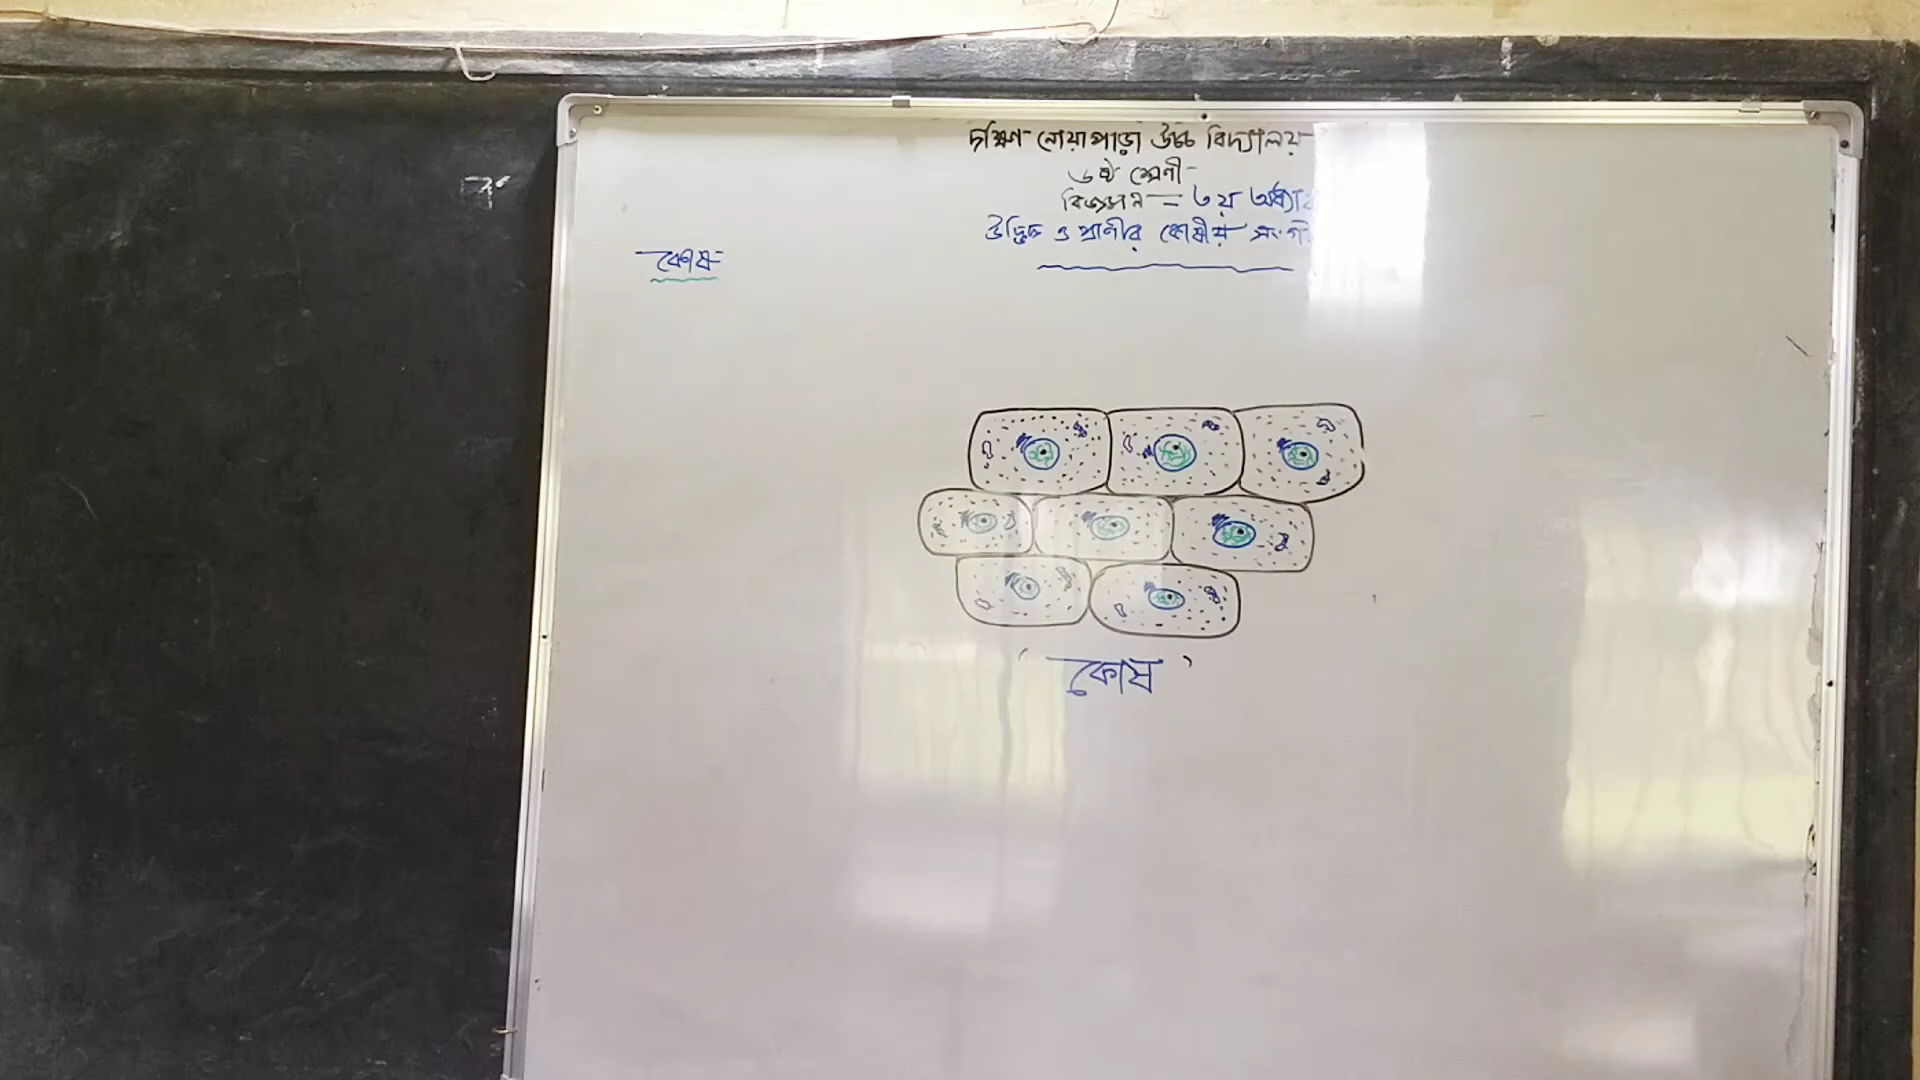 দক্ষিণ নোয়াপাড়া উচ্চ বিদ্যালয়
৬ষ্ঠ শ্রেণী
বিজ্ঞান = ৩য় অধ্যায়
উদ্ভিদ ও প্রাণীর কোষীয়
কোষ
'কোষ'